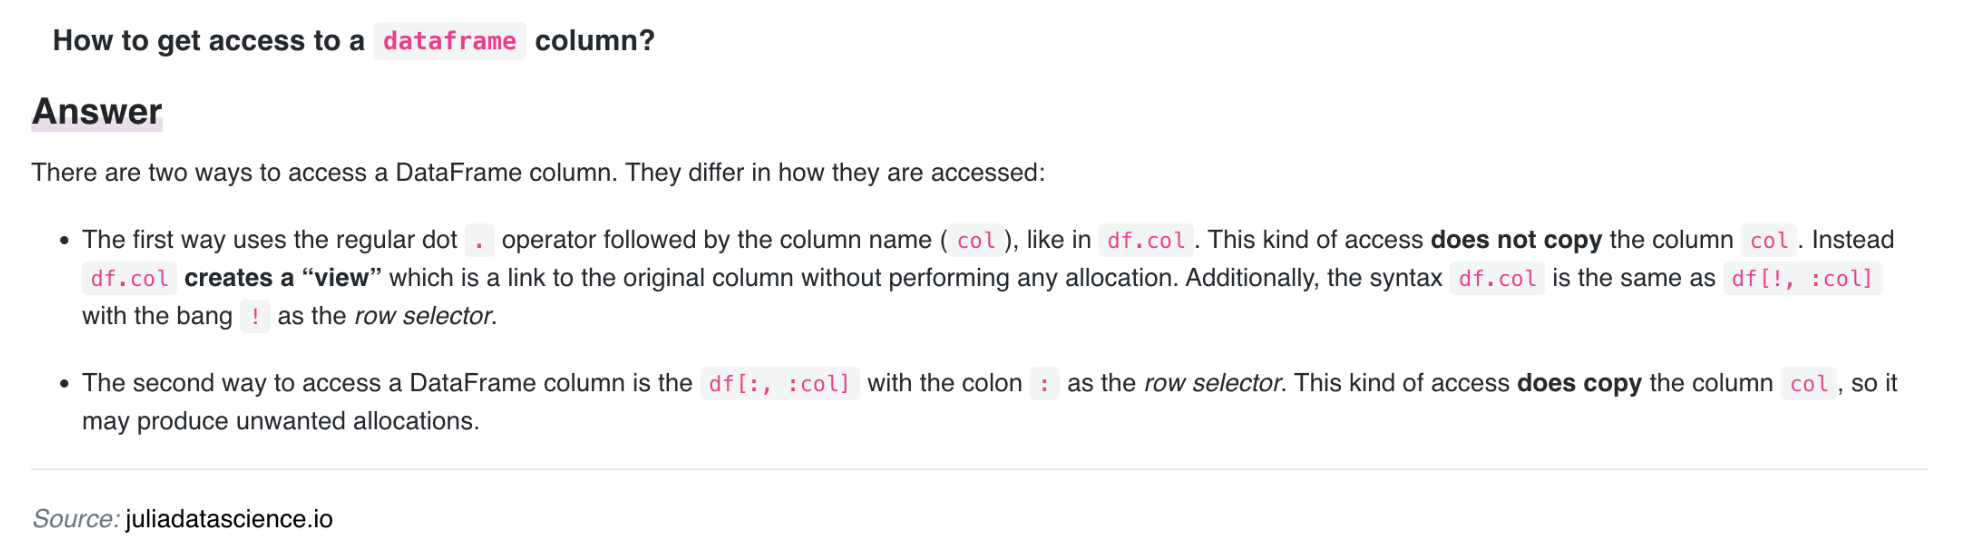 How to get access to a dataframe column?
Answer
There are two ways to access a DataFrame column. They differ in how they are accessed:
• The first way uses the regular dot . operator followed by the column name ( col ), like in df.col . This kind of access does not copy the column col . Instead
df.col creates a “view” which is a link to the original column without performing any allocation. Additionally, the syntax df.col is the same as df[!, :col]
with the bang ! as the row selector.
• The second way to access a DataFrame column is the df[:, :col] with the colon : as the row selector. This kind of access does copy the column col , so it
may produce unwanted allocations.
Source: juliadatascience.io